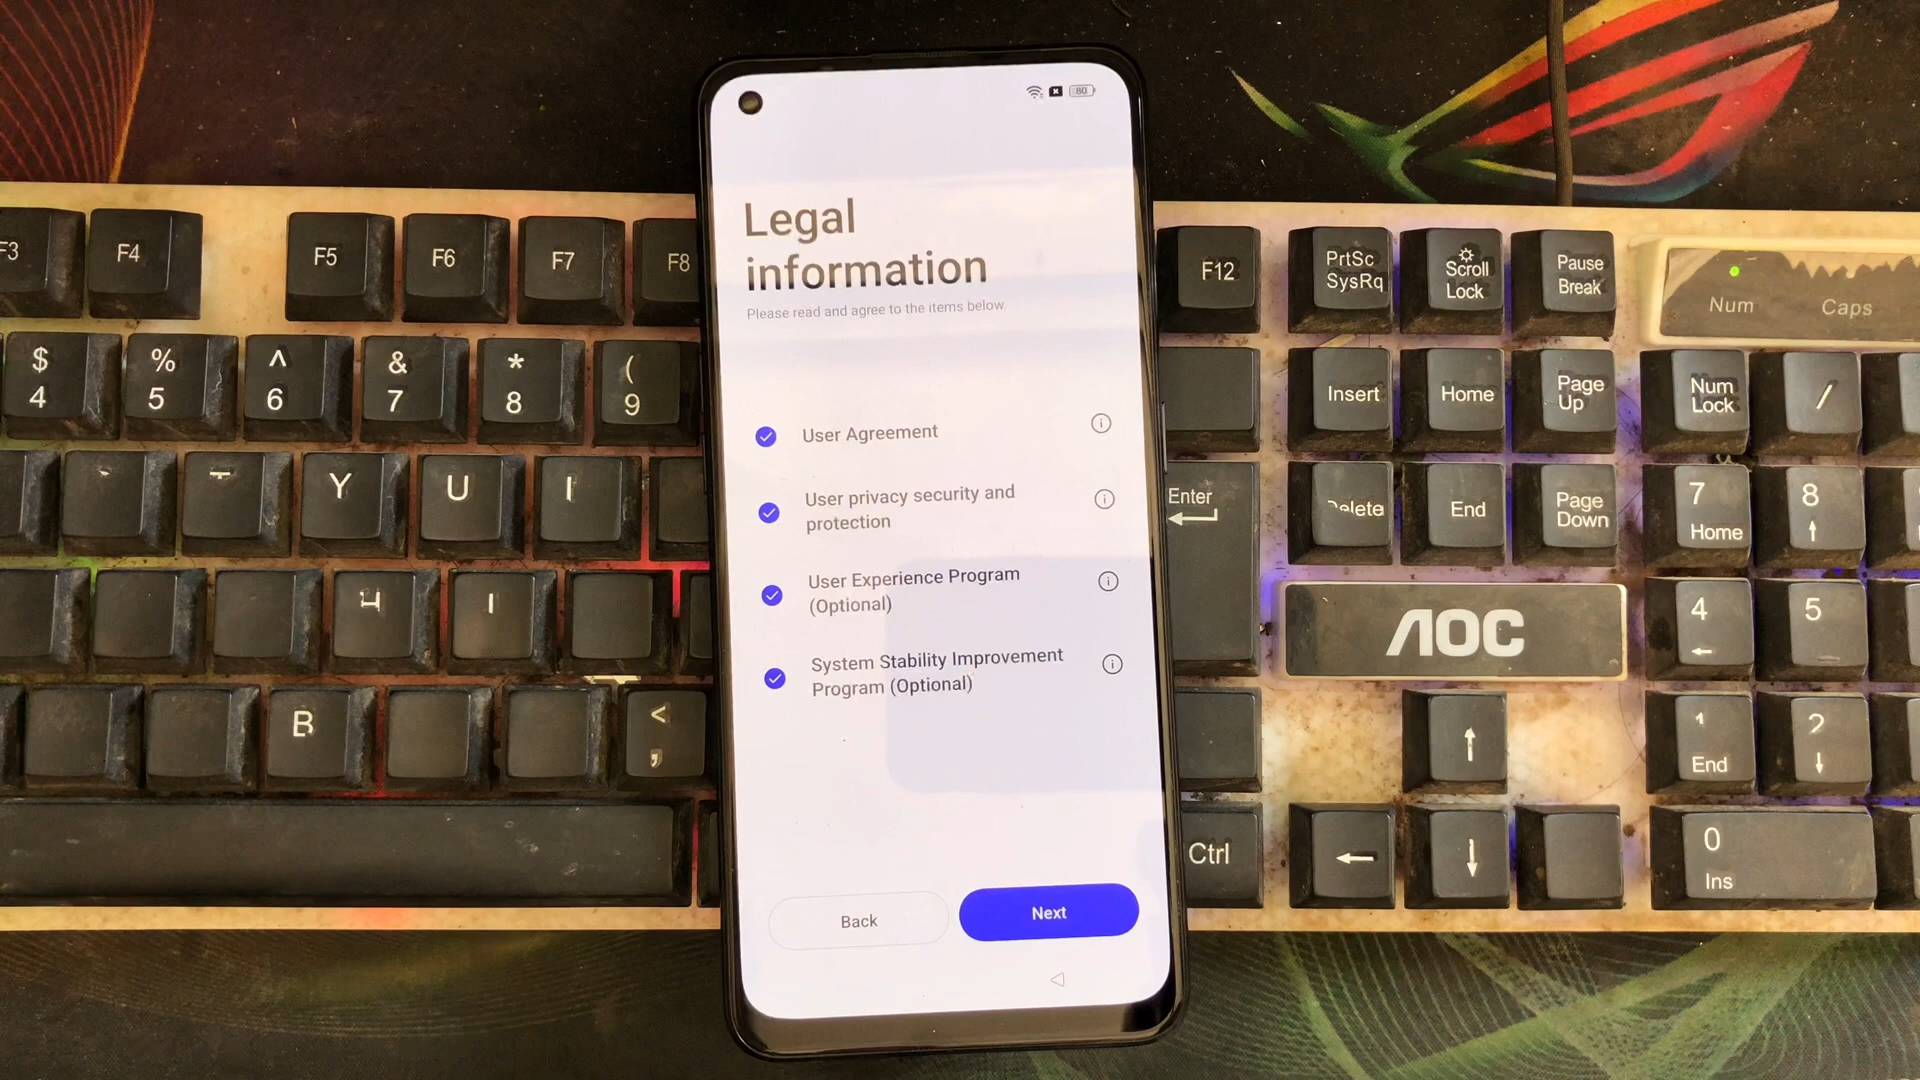 80
Legal
information
Please read and agree to the items below.
User Agreement
User privacy security and
protection
User Experience Program
(Optional)
System Stability Improvement
Program (Optional)
Back
Next
F3
F4
F5
F6
F7
F8
F12
PrtSc
SysRq
Scroll
Lock
Pause
Break
Num
Caps
$
4
%
5
^
6
&
7
*
8
(
9
Insert
Home
Page
Up
Num
Lock
/
Y
U
I
Enter
End
Page
Down
7
Home
8
AOC
4
5
B
<
,
1
End
2
Ctrl
0
Ins